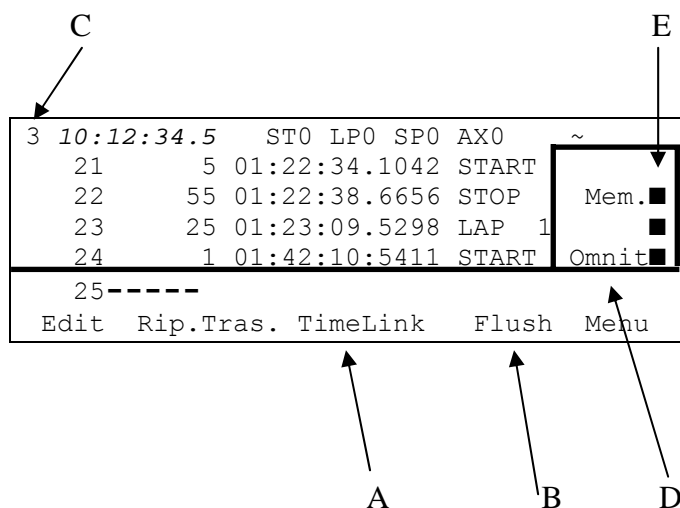 C E
3 10:12:34.5 ST0 LP0 SP0 AX0 ~
21 5 01:22:34.1042 START
22 55 01:22:38.6656 STOP Mem.■
23 25 01:23:09.5298 LAP 1 ■
24 1 01:42:10:5411 START Omnit■
25-----
Edit Rip.Tras. TimeLink Flush Menu
A B D